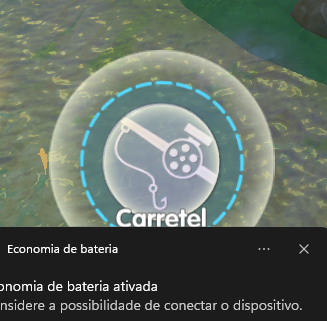 Carretel
Economia de bateria
onomia de bateria ativada
nsidere a possibilidade de conectar o dispositivo.